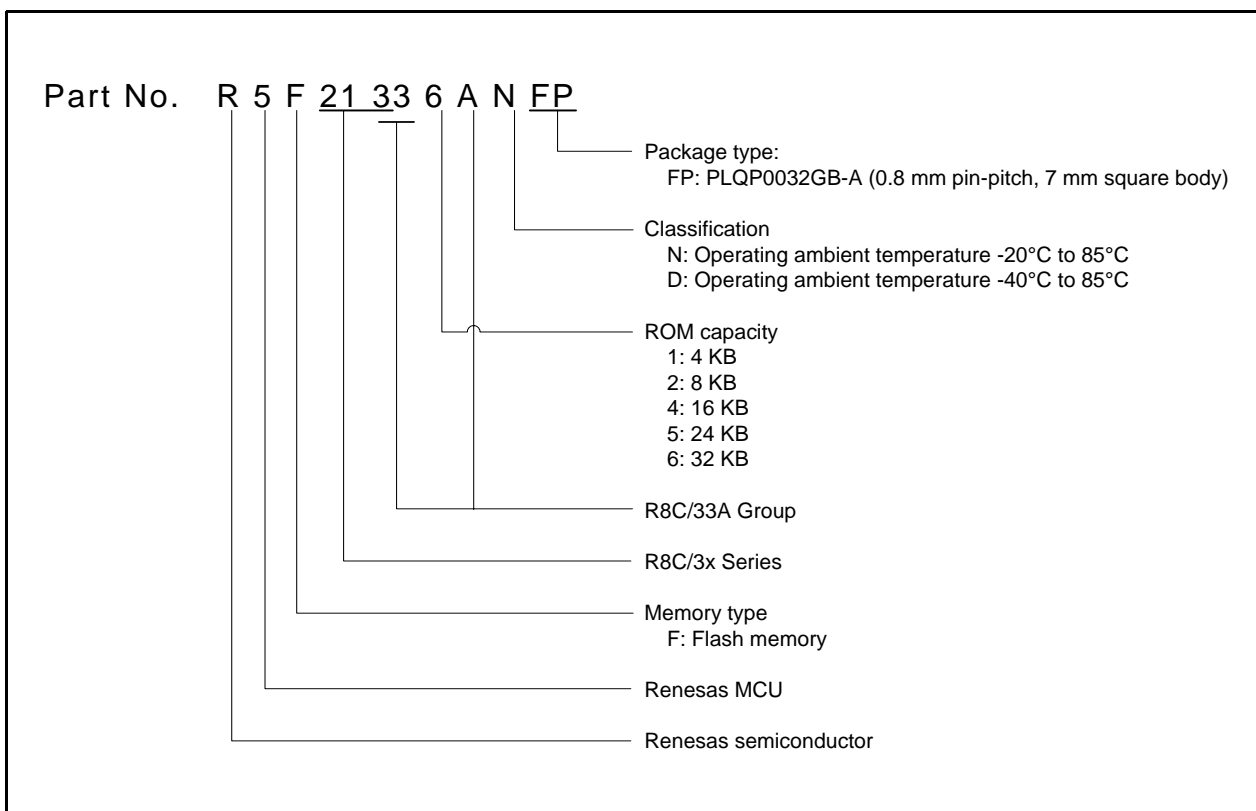 Part No. R 5 F 21 33 6 A N FP
Package type:
FP: PLQP0032GB-A (0.8 mm pin-pitch, 7 mm square body)
Classification
N: Operating ambient temperature -20°C to 85°C
D: Operating ambient temperature -40°C to 85°C
ROM capacity
1: 4 KB
2: 8 KB
4: 16 KB
5: 24 KB
6: 32 KB
R8C/33A Group
R8C/3x Series
Memory type
F: Flash memory
Renesas MCU
Renesas semiconductor